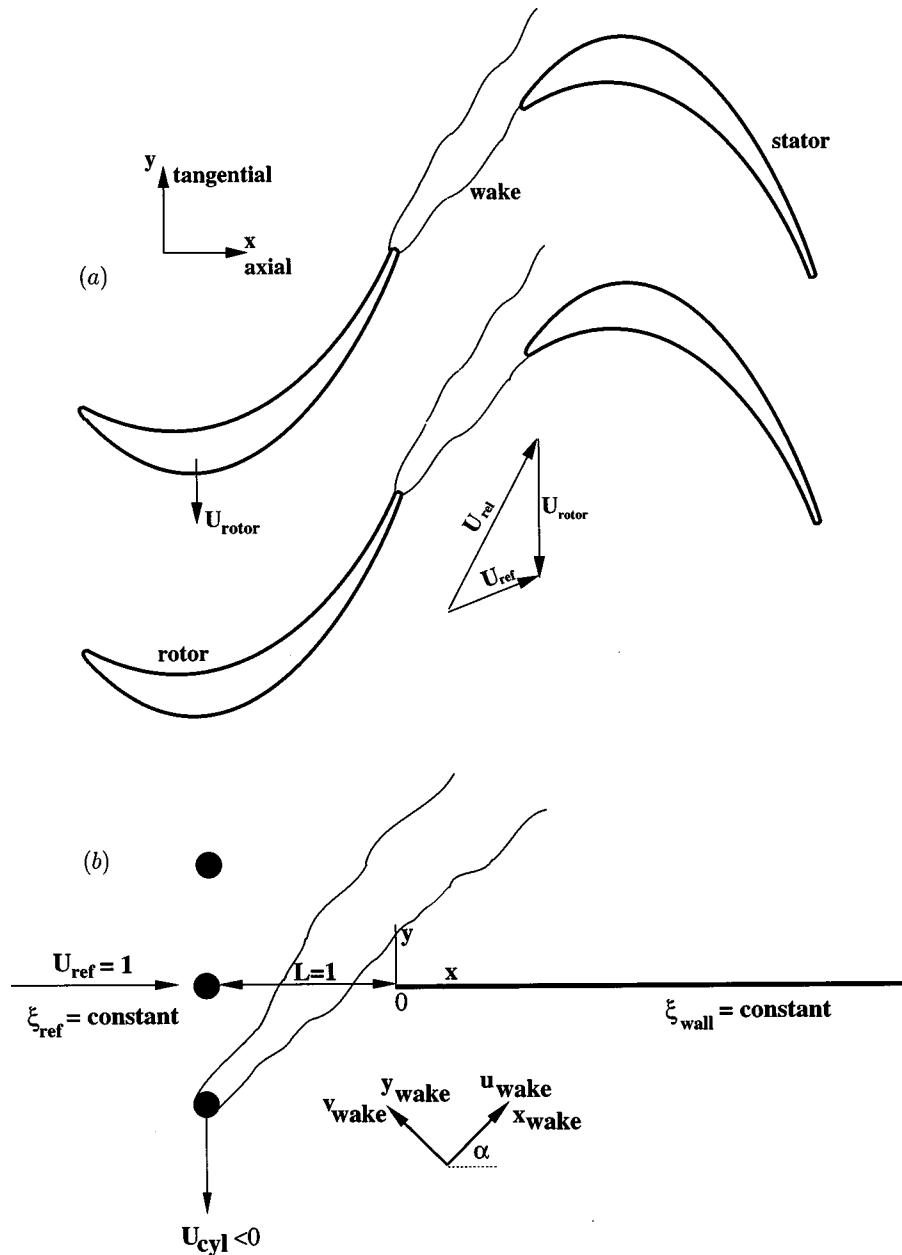 y
tangential
x
axial
(a)
wake
stator
U_rotor
U_rel
U_rotor
U_ref
rotor
(b)
U_ref = 1
L=1
y
x
0
ξ_ref = constant
ξ_wall = constant
y_wake
u_wake
v_wake
x_wake
α
U_cyl <0